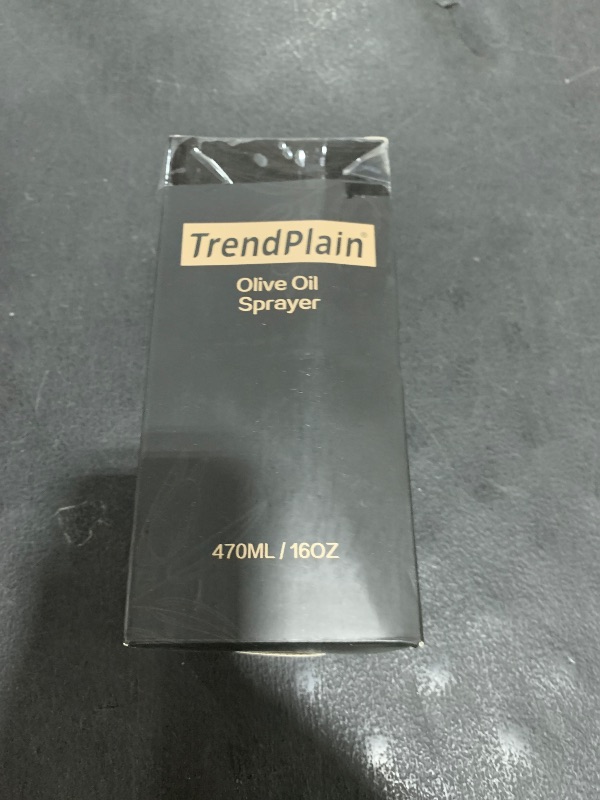 TrendPlain®
Olive Oil
Sprayer
470ML / 16OZ